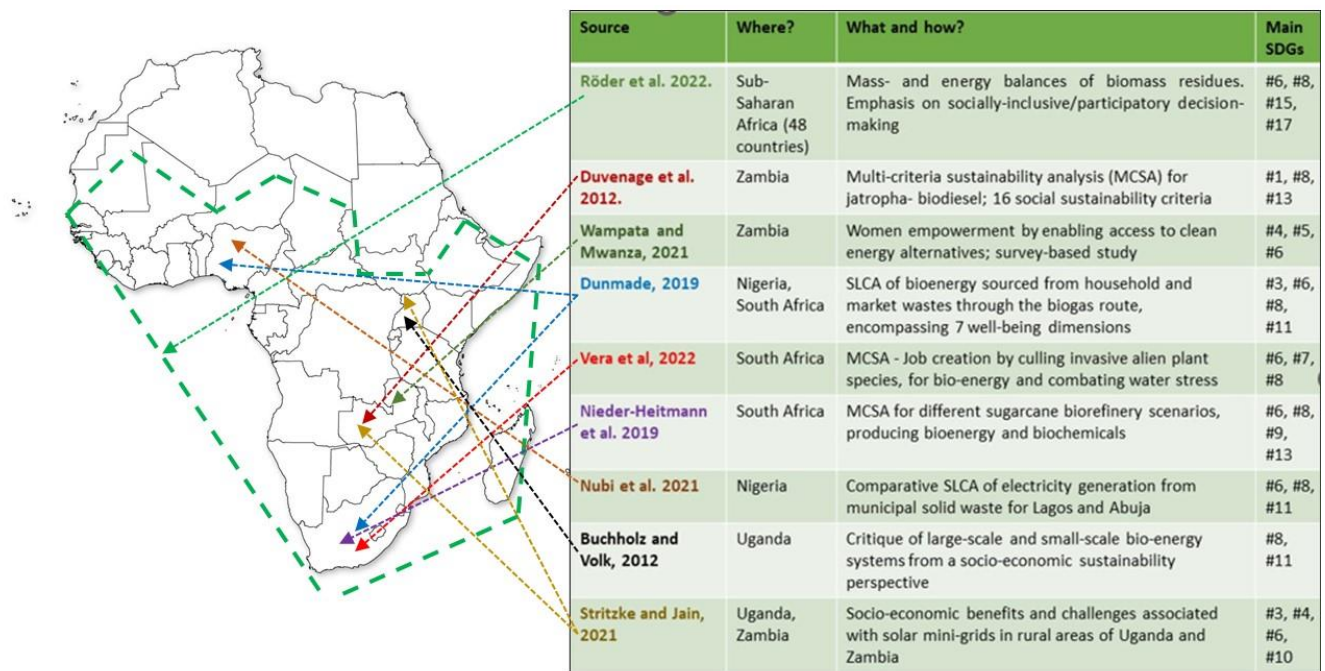 Source Where? What and how? Main
SDGs
Röder et al. 2022. Sub- Mass- and energy balances of biomass residues. #6, #8,
Saharan Emphasis on socially-inclusive/participatory decision- #15,
Africa (48 making #17
countries)
Duvenage et al. Zambia Multi-criteria sustainability analysis (MCSA) for #1, #8,
2012. jatropha- biodiesel; 16 social sustainability criteria #13
Wampata and Zambia Women empowerment by enabling access to clean #4, #5,
Mwanza, 2021 energy alternatives; survey-based study #6
Dunmade, 2019 Nigeria, SLCA of bioenergy sourced from household and #3, #6,
South Africa market wastes through the biogas route, #8,
encompassing 7 well-being dimensions #11
Vera et al, 2022 South Africa MCSA - Job creation by culling invasive alien plant #6, #7,
species, for bio-energy and combating water stress #8
Nieder-Heitmann South Africa MCSA for different sugarcane biorefinery scenarios, #6, #8,
et al. 2019 producing bioenergy and biochemicals #9,
#13
Nubi et al. 2021 Nigeria Comparative SLCA of electricity generation from #6, #8,
municipal solid waste for Lagos and Abuja #11
Buchholz and Uganda Critique of large-scale and small-scale bio-energy #8,
Volk, 2012 systems from a socio-economic sustainability #11
perspective
Stritzke and Jain, Uganda, Socio-economic benefits and challenges associated #3, #4,
2021 Zambia with solar mini-grids in rural areas of Uganda and #6,
Zambia #10